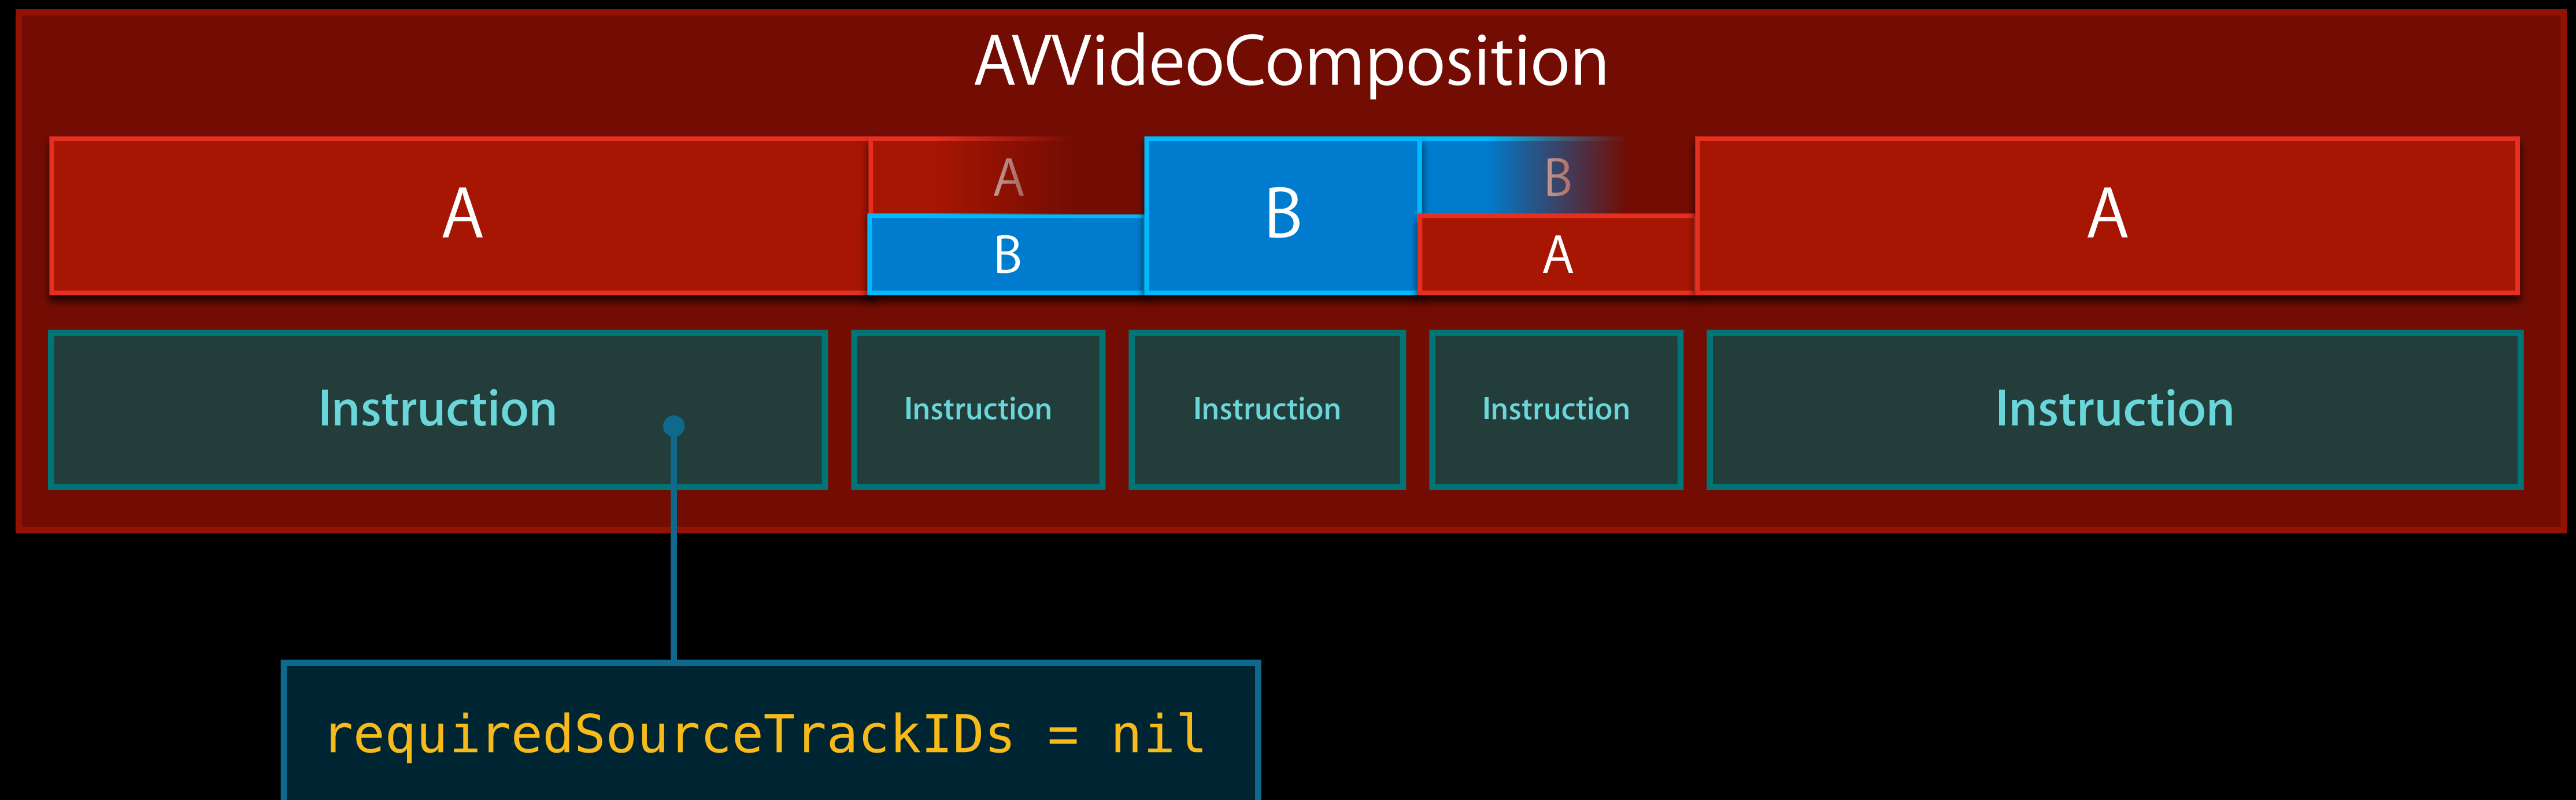 AVVideoComposition
A
A
B
B
B
A
A
Instruction
Instruction
Instruction
Instruction
Instruction
requiredSourceTrackIDs = nil